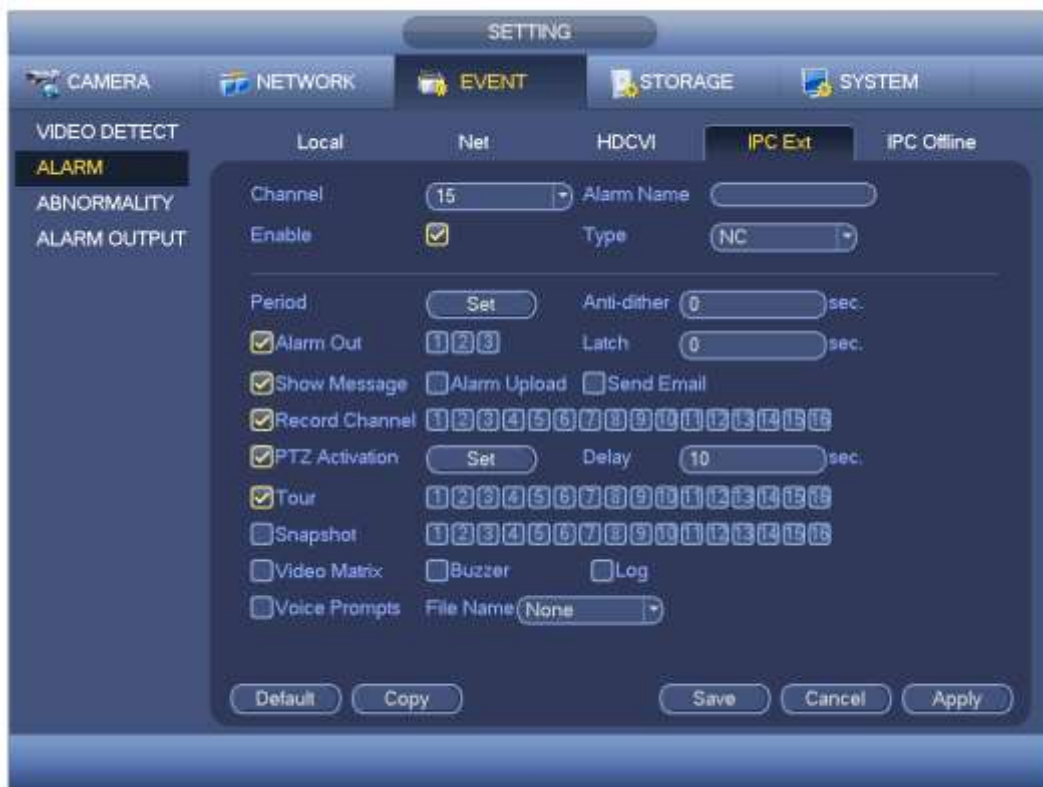 SETTING
CAMERA NETWORK EVENT STORAGE SYSTEM
VIDEO DETECT
ALARM
ABNORMALITY
ALARM OUTPUT
Local Net HDCVI IPC Ext IPC Offline
Channel 15 Alarm Name
Enable Type NC
Period Set Anti-dither 0 sec.
Alarm Out 1 2 3 Latch 0 sec.
Show Message Alarm Upload Send Email
Record Channel 1 2 3 4 5 6 7 8 9 10 11 12 13 14 15 16
PTZ Activation Set Delay 10 sec.
Tour 1 2 3 4 5 6 7 8 9 10 11 12 13 14 15 16
Snapshot 1 2 3 4 5 6 7 8 9 10 11 12 13 14 15 16
Video Matrix Buzzer Log
Voice Prompts File Name None
Default Copy Save Cancel Apply